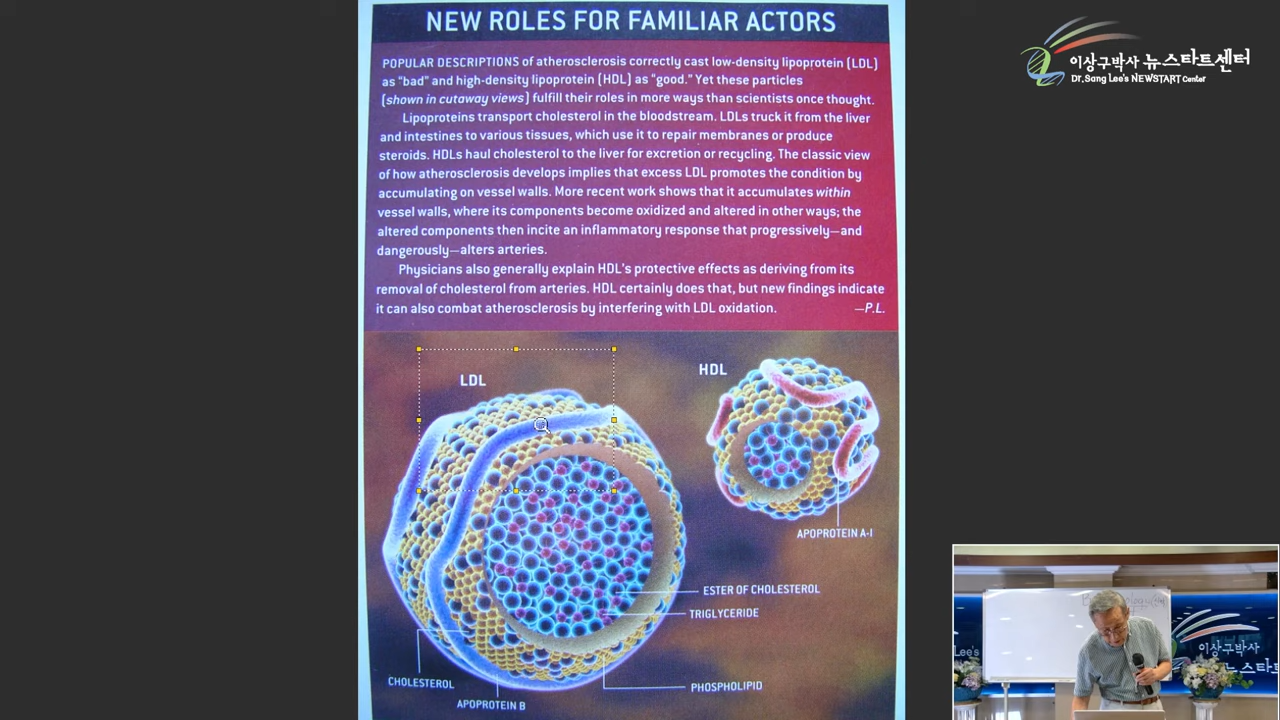 NEW ROLES FOR FAMILIAR ACTORS
POPULAR DESCRIPTIONS of atherosclerosis correctly cast low-density lipoprotein (LDL)
as “bad” and high-density lipoprotein (HDL) as “good.” Yet these particles
(shown in cutaway views) fulfill their roles in more ways than scientists once thought.
Lipoproteins transport cholesterol in the bloodstream. LDLs truck it from the liver
and intestines to various tissues, which use it to repair membranes or produce
steroids. HDLs haul cholesterol to the liver for excretion or recycling. The classic view
of how atherosclerosis develops implies that excess LDL promotes the condition by
accumulating on vessel walls. More recent work shows that it accumulates within
vessel walls, where its components become oxidized and altered in other ways; the
altered components then incite an inflammatory response that progressively—and
dangerously—alters arteries.
Physicians also generally explain HDL's protective effects as deriving from its
removal of cholesterol from arteries. HDL certainly does that, but new findings indicate
it can also combat atherosclerosis by interfering with LDL oxidation. —P.L.
LDL
HDL
APOPROTEIN A-I
ESTER OF CHOLESTEROL
TRIGLYCERIDE
CHOLESTEROL
PHOSPHOLIPID
APOPROTEIN B
이상구박사 뉴스타트센터
Dr. Sang Lee's NEWSTART Center
Lee's
이상구박사
뉴스타트